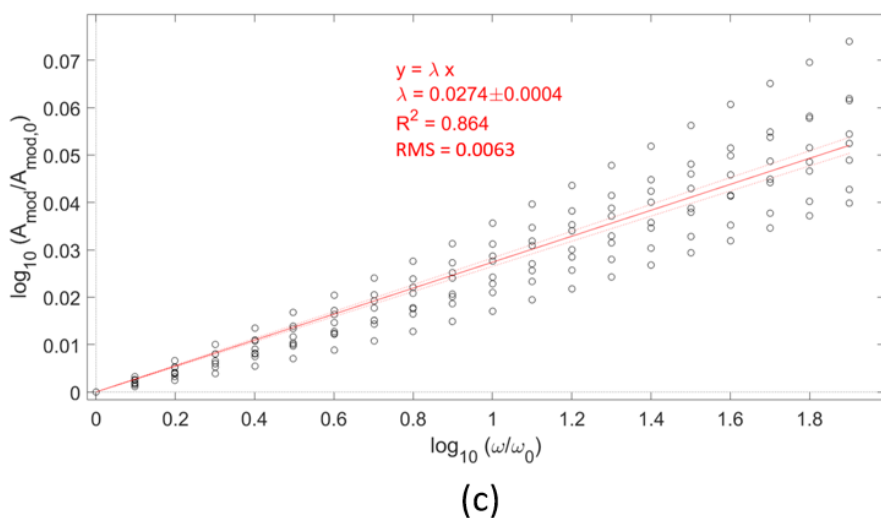 0.07
0.06
0.05
0.04
0.03
0.02
0.01
0
log10 (Amod/Amod,0)
y = λ x
λ = 0.0274±0.0004
R2 = 0.864
RMS = 0.0063
0 0.2 0.4 0.6 0.8 1 1.2 1.4 1.6 1.8
log10 (ω/ω0)
(c)